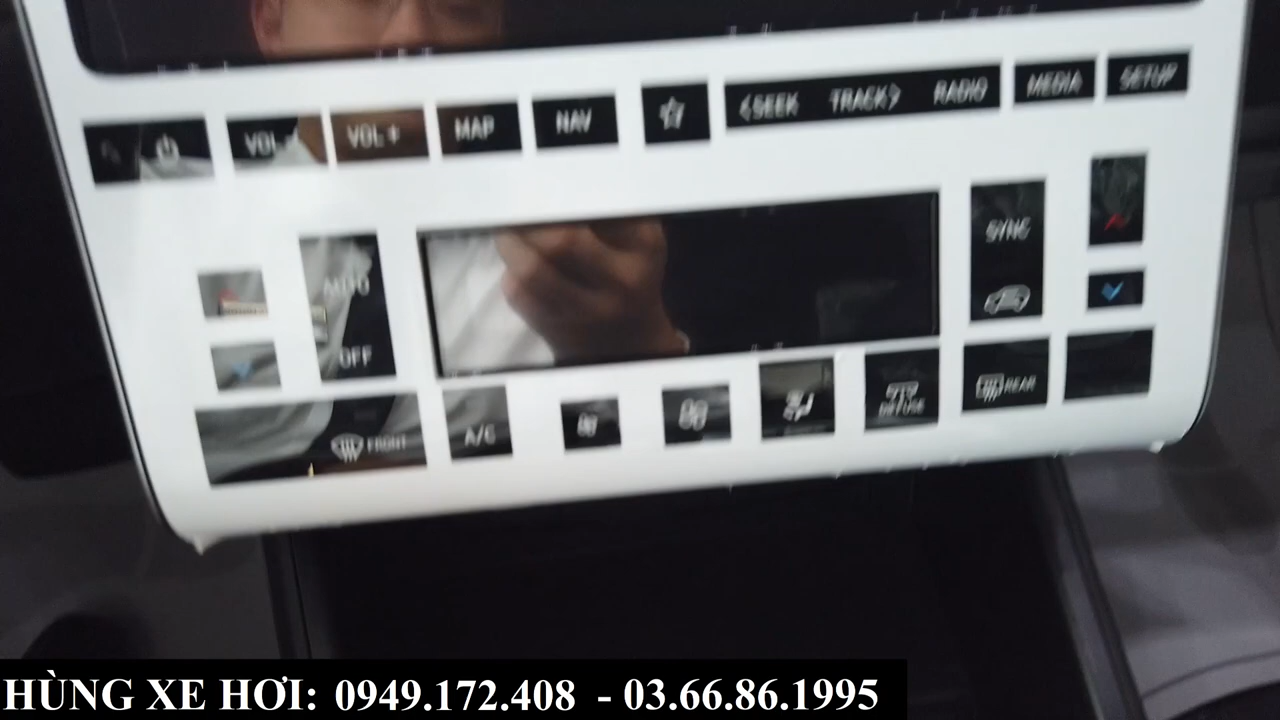 VOL - VOL + MAP NAV <SEEK TRACK> RADIO MEDIA SETUP
AUTO SYNC
OFF
FRONT A/C DIFFUSE REAR
HÙNG XE HƠI: 0949.172.408 - 03.66.86.1995